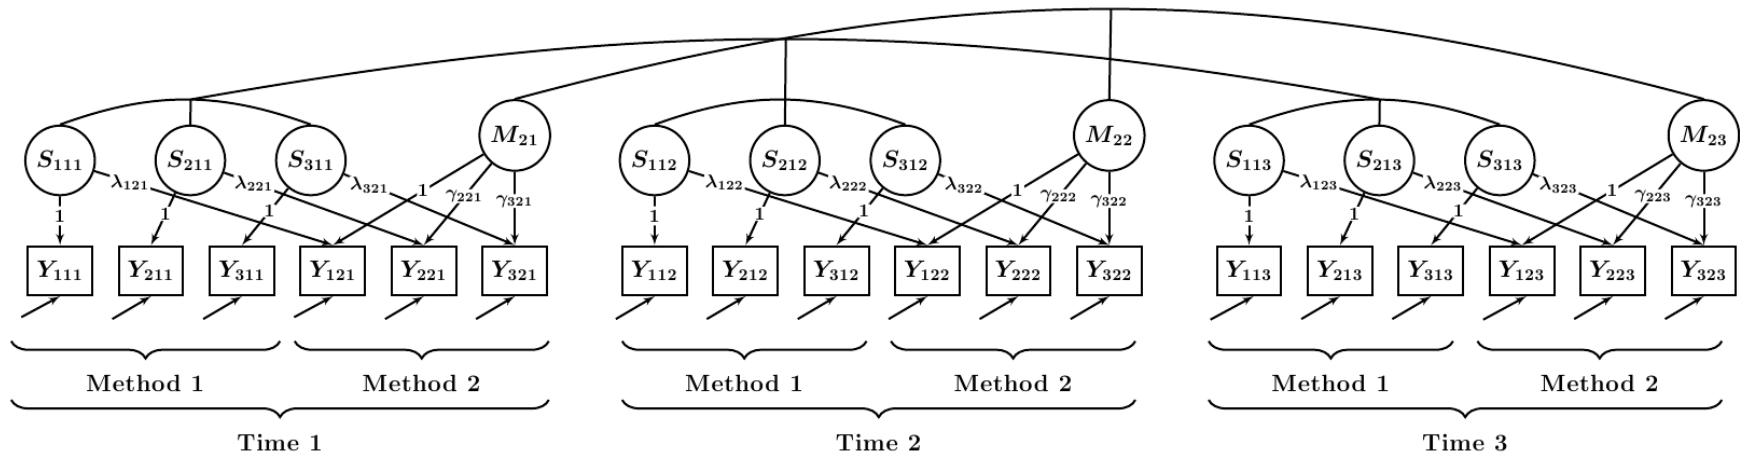 M21 M22 M23
S111 S211 S311 S112 S212 S312 S113 S213 S313
λ121 λ221 λ321 1 γ221 γ321 λ122 λ222 λ322 1 γ222 γ322 λ123 λ223 λ323 1 γ223 γ323
1 1 1 1 1 1 1 1 1
Y111 Y211 Y311 Y121 Y221 Y321 Y112 Y212 Y312 Y122 Y222 Y322 Y113 Y213 Y313 Y123 Y223 Y323
Method 1 Method 2 Method 1 Method 2 Method 1 Method 2
Time 1 Time 2 Time 3